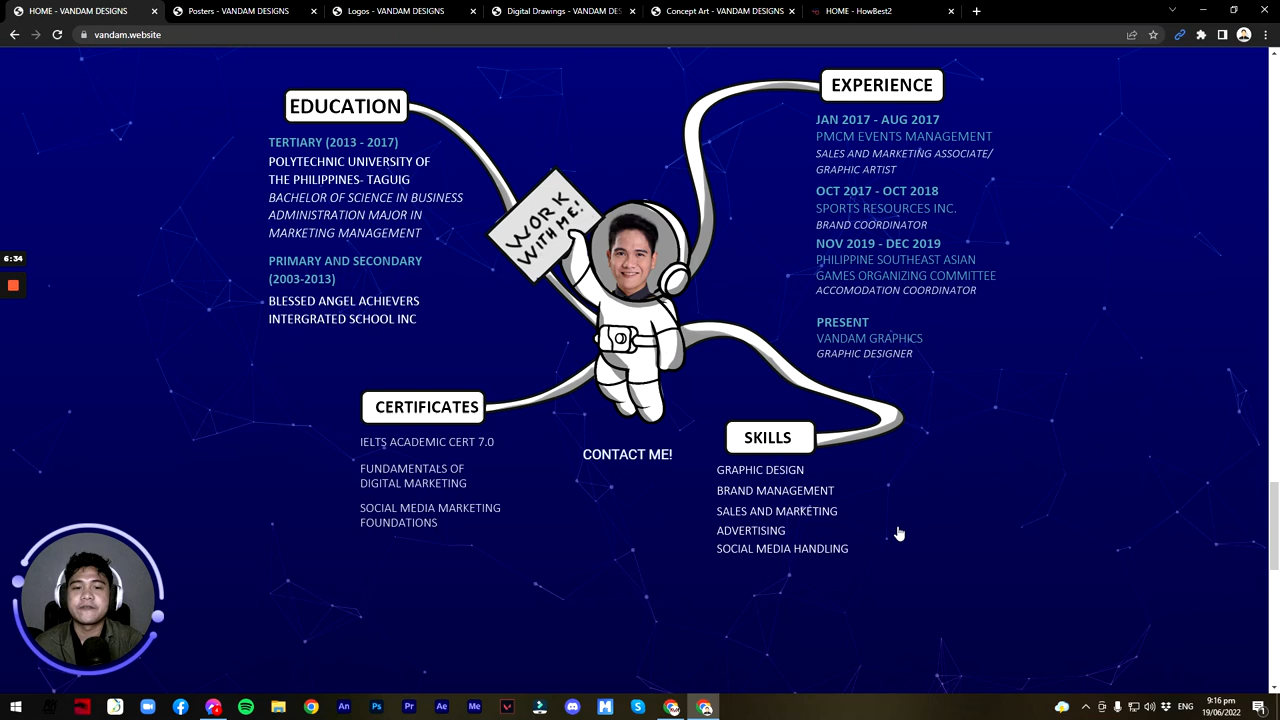 HOME - VANDAM DESIGNS
Posters - VANDAM DESIGNS
Logos - VANDAM DESIGNS
Digital Drawings - VANDAM DES
Concept Art - VANDAM DESIGNS
HOME – HowBest2
vandam.website
EDUCATION
TERTIARY (2013 - 2017)
POLYTECHNIC UNIVERSITY OF
THE PHILIPPINES- TAGUIG
BACHELOR OF SCIENCE IN BUSINESS
ADMINISTRATION MAJOR IN
MARKETING MANAGEMENT
PRIMARY AND SECONDARY
(2003-2013)
BLESSED ANGEL ACHIEVERS
INTERGRATED SCHOOL INC
WORK
WITH ME!
EXPERIENCE
JAN 2017 - AUG 2017
PMCM EVENTS MANAGEMENT
SALES AND MARKETING ASSOCIATE/
GRAPHIC ARTIST
OCT 2017 - OCT 2018
SPORTS RESOURCES INC.
BRAND COORDINATOR
NOV 2019 - DEC 2019
PHILIPPINE SOUTHEAST ASIAN
GAMES ORGANIZING COMMITTEE
ACCOMODATION COORDINATOR
PRESENT
VANDAM GRAPHICS
GRAPHIC DESIGNER
6:34
CERTIFICATES
IELTS ACADEMIC CERT 7.0
FUNDAMENTALS OF
DIGITAL MARKETING
SOCIAL MEDIA MARKETING
FOUNDATIONS
CONTACT ME!
SKILLS
GRAPHIC DESIGN
BRAND MANAGEMENT
SALES AND MARKETING
ADVERTISING
SOCIAL MEDIA HANDLING
An
Ps
Pr
Ae
Me
ENG
9:16 pm
19/06/2022